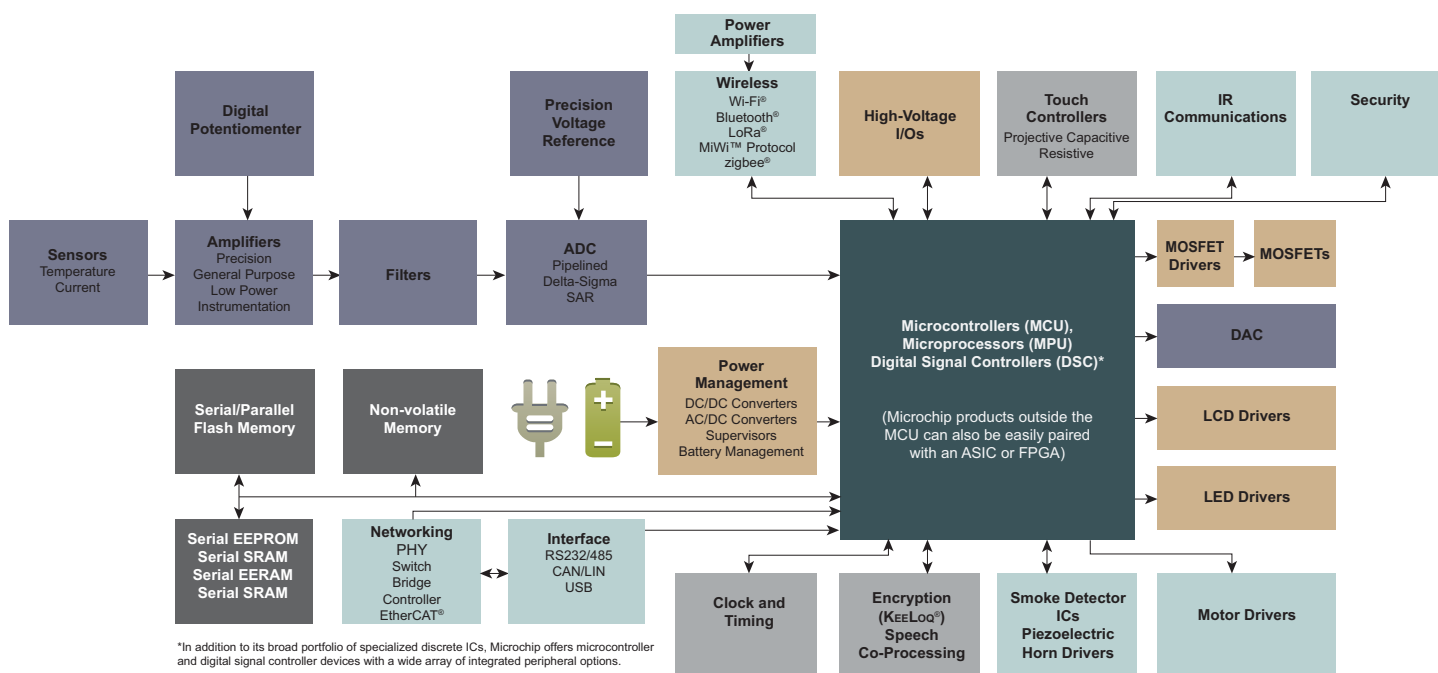 Power
Amplifiers
Digital
Potentiomenter
Precision
Voltage
Reference
Wireless
Wi-Fi®
Bluetooth®
LoRa®
MiWi™ Protocol
zigbee®
High-Voltage
I/Os
Touch
Controllers
Projective Capacitive
Resistive
IR
Communications
Security
Sensors
Temperature
Current
Amplifiers
Precision
General Purpose
Low Power
Instrumentation
Filters
ADC
Pipelined
Delta-Sigma
SAR
Microcontrollers (MCU),
Microprocessors (MPU)
Digital Signal Controllers (DSC)*
(Microchip products outside the
MCU can also be easily paired
with an ASIC or FPGA)
MOSFET
Drivers
MOSFETs
DAC
LCD Drivers
LED Drivers
Serial/Parallel
Flash Memory
Non-volatile
Memory
+
−
Power
Management
DC/DC Converters
AC/DC Converters
Supervisors
Battery Management
Serial EEPROM
Serial SRAM
Serial EERAM
Serial SRAM
Networking
PHY
Switch
Bridge
Controller
EtherCAT®
Interface
RS232/485
CAN/LIN
USB
Clock and
Timing
Encryption
(KEELOQ®)
Speech
Co-Processing
Smoke Detector
ICs
Piezoelectric
Horn Drivers
Motor Drivers
*In addition to its broad portfolio of specialized discrete ICs, Microchip offers microcontroller
and digital signal controller devices with a wide array of integrated peripheral options.